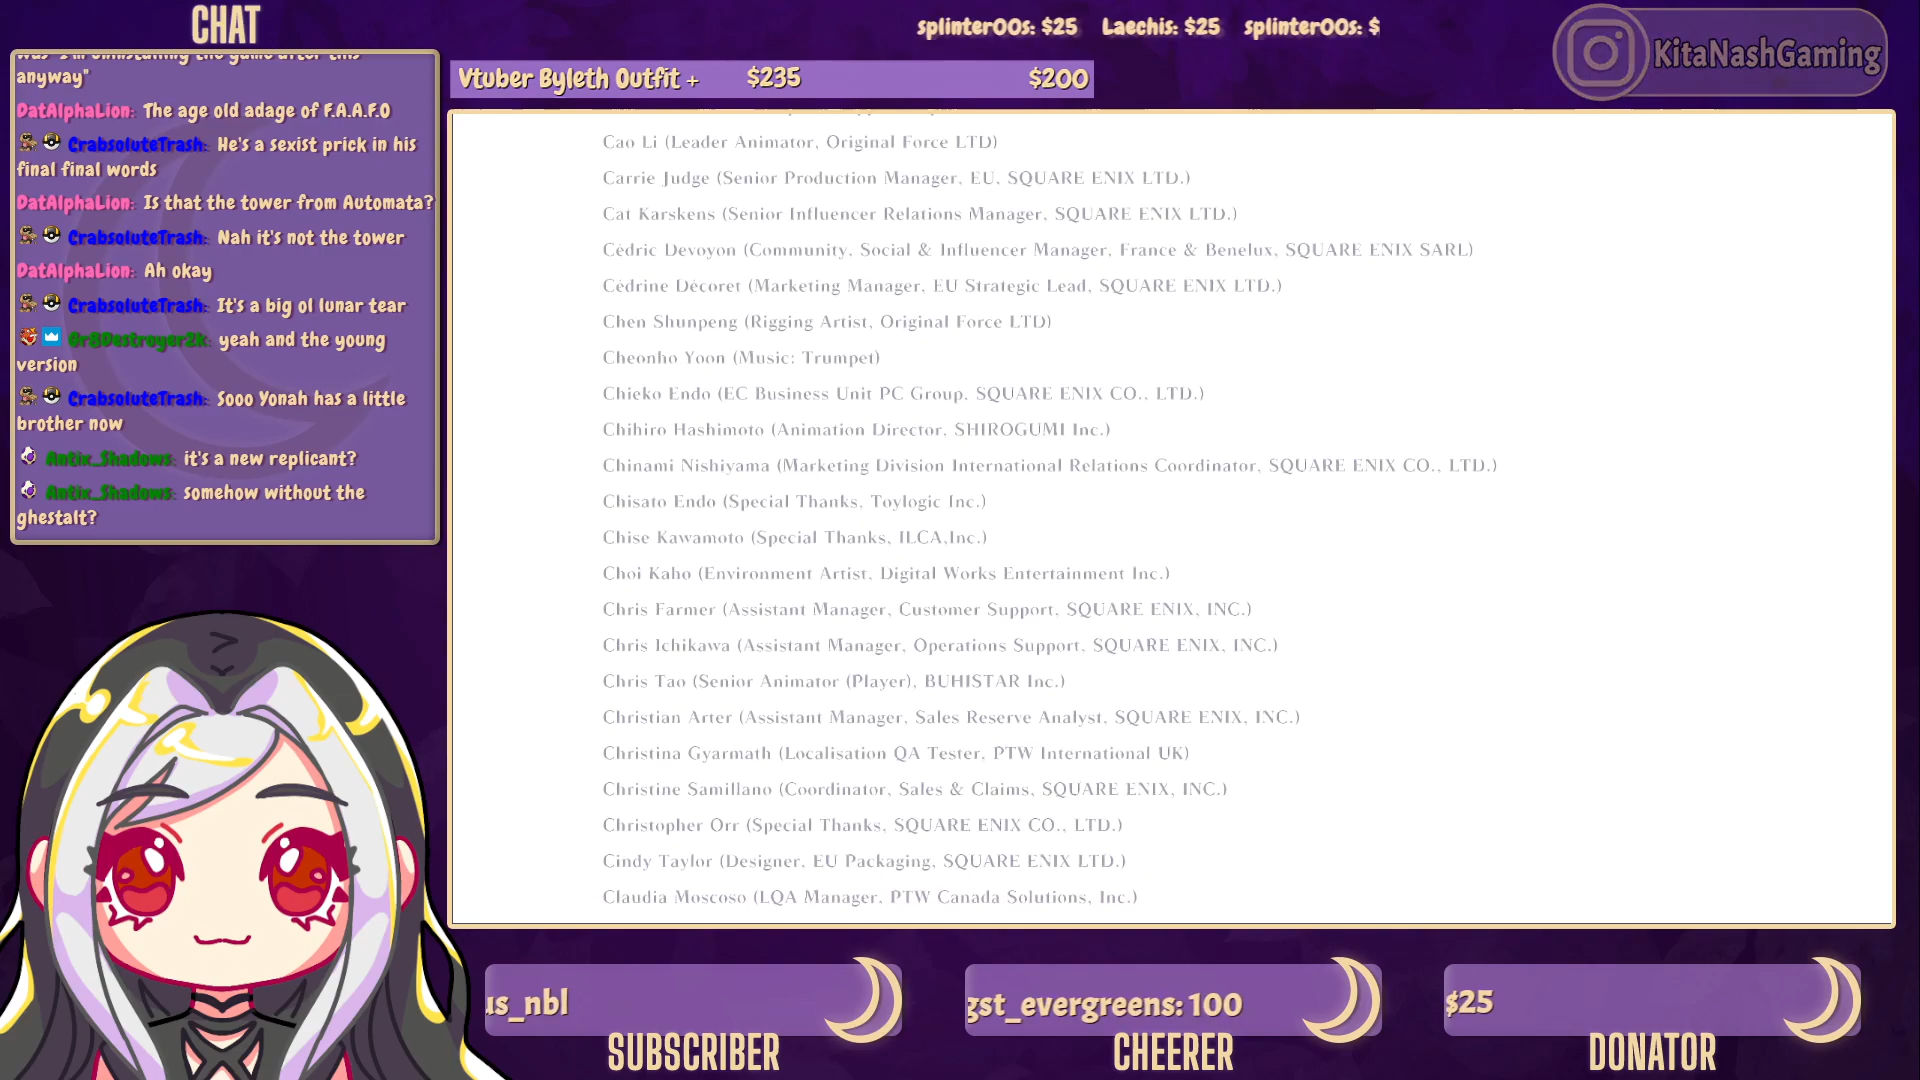 CHAT
splinter00s: $25 Laechis: $25 splinter00s: $
KitaNashGaming
Vtuber Byleth Outfit + $235 $200
was "I'm uninstalling the game after this
anyway"
DatAlphaLion: The age old adage of F.A.A.F.O
CrabsoluteTrash: He's a sexist prick in his
final final words
DatAlphaLion: Is that the tower from Automata?
CrabsoluteTrash: Nah it's not the tower
DatAlphaLion: Ah okay
CrabsoluteTrash: It's a big ol lunar tear
Gr8Destroyer2k: yeah and the young
version
CrabsoluteTrash: Sooo Yonah has a little
brother now
Antix_Shadows: it's a new replicant?
Antix_Shadows: somehow without the
ghestalt?
Cao Li (Leader Animator, Original Force LTD)
Carrie Judge (Senior Production Manager, EU, SQUARE ENIX LTD.)
Cat Karskens (Senior Influencer Relations Manager, SQUARE ENIX LTD.)
Cédric Devoyon (Community, Social & Influencer Manager, France & Benelux, SQUARE ENIX SARL)
Cédrine Décoret (Marketing Manager, EU Strategic Lead, SQUARE ENIX LTD.)
Chen Shunpeng (Rigging Artist, Original Force LTD)
Cheonho Yoon (Music: Trumpet)
Chieko Endo (EC Business Unit PC Group, SQUARE ENIX CO., LTD.)
Chihiro Hashimoto (Animation Director, SHIROGUMI Inc.)
Chinami Nishiyama (Marketing Division International Relations Coordinator, SQUARE ENIX CO., LTD.)
Chisato Endo (Special Thanks, Toylogic Inc.)
Chise Kawamoto (Special Thanks, ILCA,Inc.)
Choi Kaho (Environment Artist, Digital Works Entertainment Inc.)
Chris Farmer (Assistant Manager, Customer Support, SQUARE ENIX, INC.)
Chris Ichikawa (Assistant Manager, Operations Support, SQUARE ENIX, INC.)
Chris Tao (Senior Animator (Player), BUHISTAR Inc.)
Christian Arter (Assistant Manager, Sales Reserve Analyst, SQUARE ENIX, INC.)
Christina Gyarmath (Localisation QA Tester, PTW International UK)
Christine Samillano (Coordinator, Sales & Claims, SQUARE ENIX, INC.)
Christopher Orr (Special Thanks, SQUARE ENIX CO., LTD.)
Cindy Taylor (Designer, EU Packaging, SQUARE ENIX LTD.)
Claudia Moscoso (LQA Manager, PTW Canada Solutions, Inc.)
us_nbl
gst_evergreens: 100
$25
SUBSCRIBER
CHEERER
DONATOR